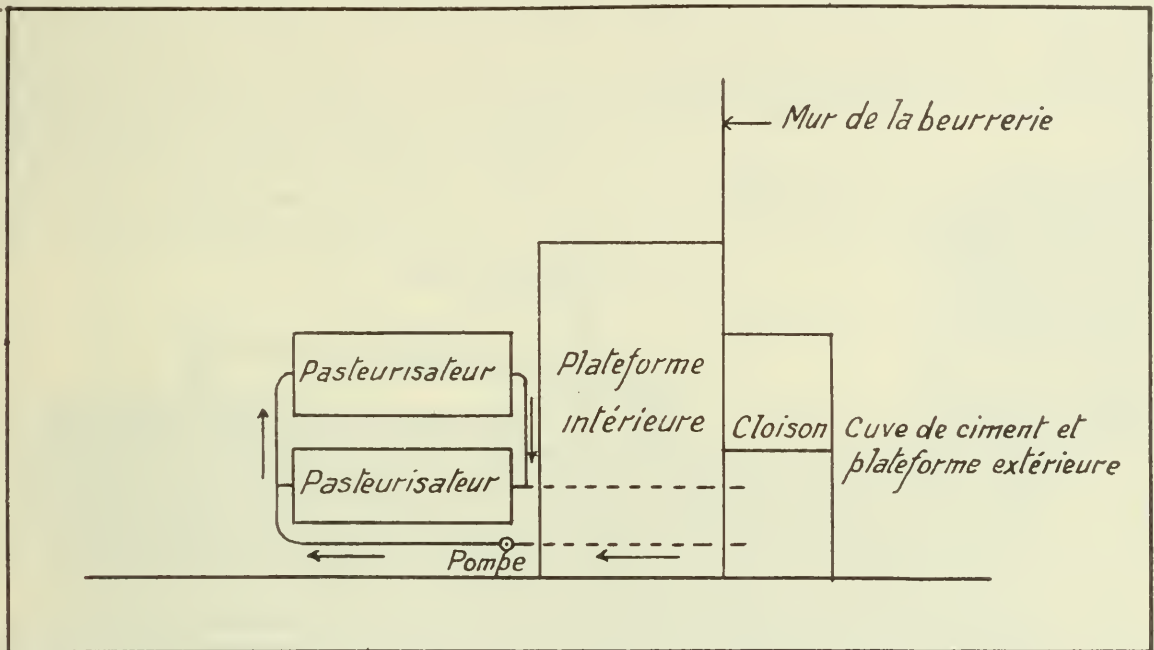 Mur de la beurrerie
Pasteurisateur
Plateforme
intérieure
Cloison
Cuve de ciment et
plateforme extérieure
Pasteurisateur
Pompe